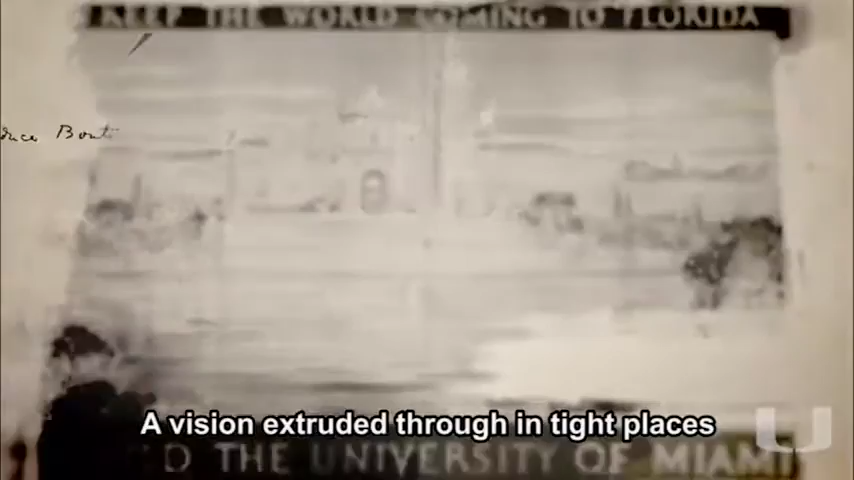 KEEP THE WORLD COMING TO FLORIDA
A vision extruded through in tight places
U
THE UNIVERSITY OF MIAMI